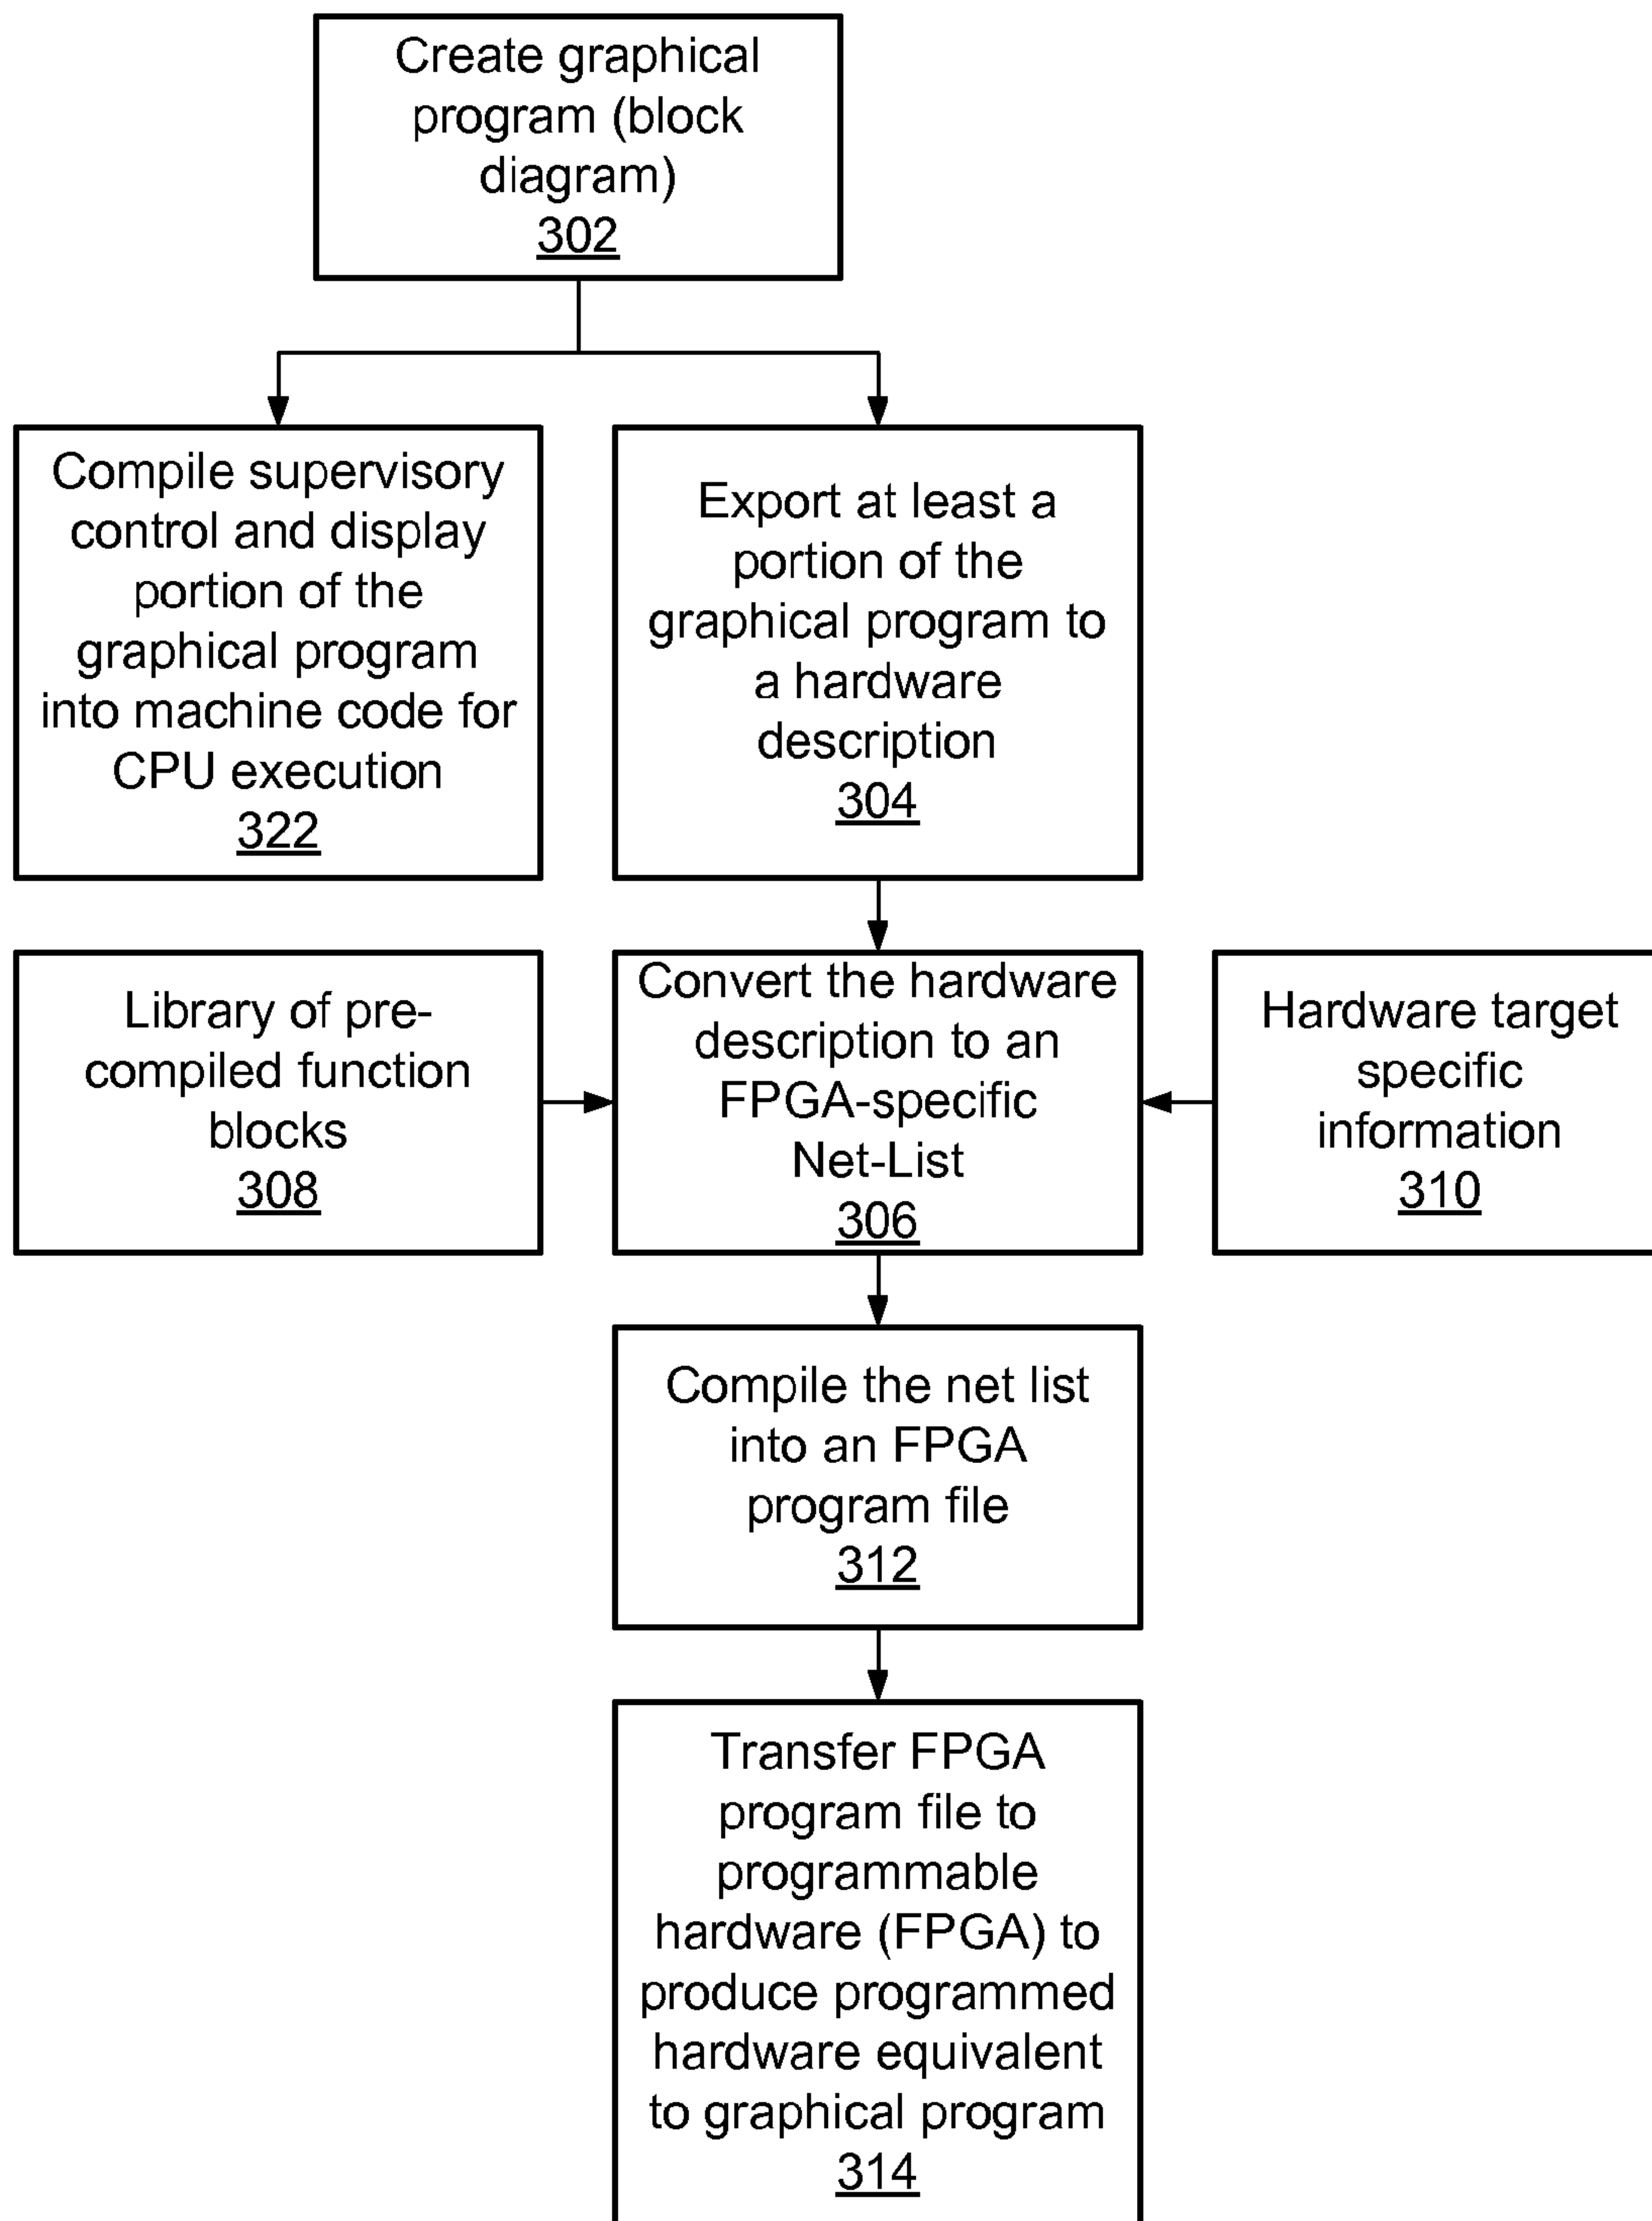 Create graphical
program (block
diagram)
302
Compile supervisory
control and display
portion of the
graphical program
into machine code for
CPU execution
322
Export at least a
portion of the
graphical program to
a hardware
description
304
Library of pre-
compiled function
blocks
308
Convert the hardware
description to an
FPGA-specific
Net-List
306
Hardware target
specific
information
310
Compile the net list
into an FPGA
program file
312
Transfer FPGA
program file to
programmable
hardware (FPGA) to
produce programmed
hardware equivalent
to graphical program
314